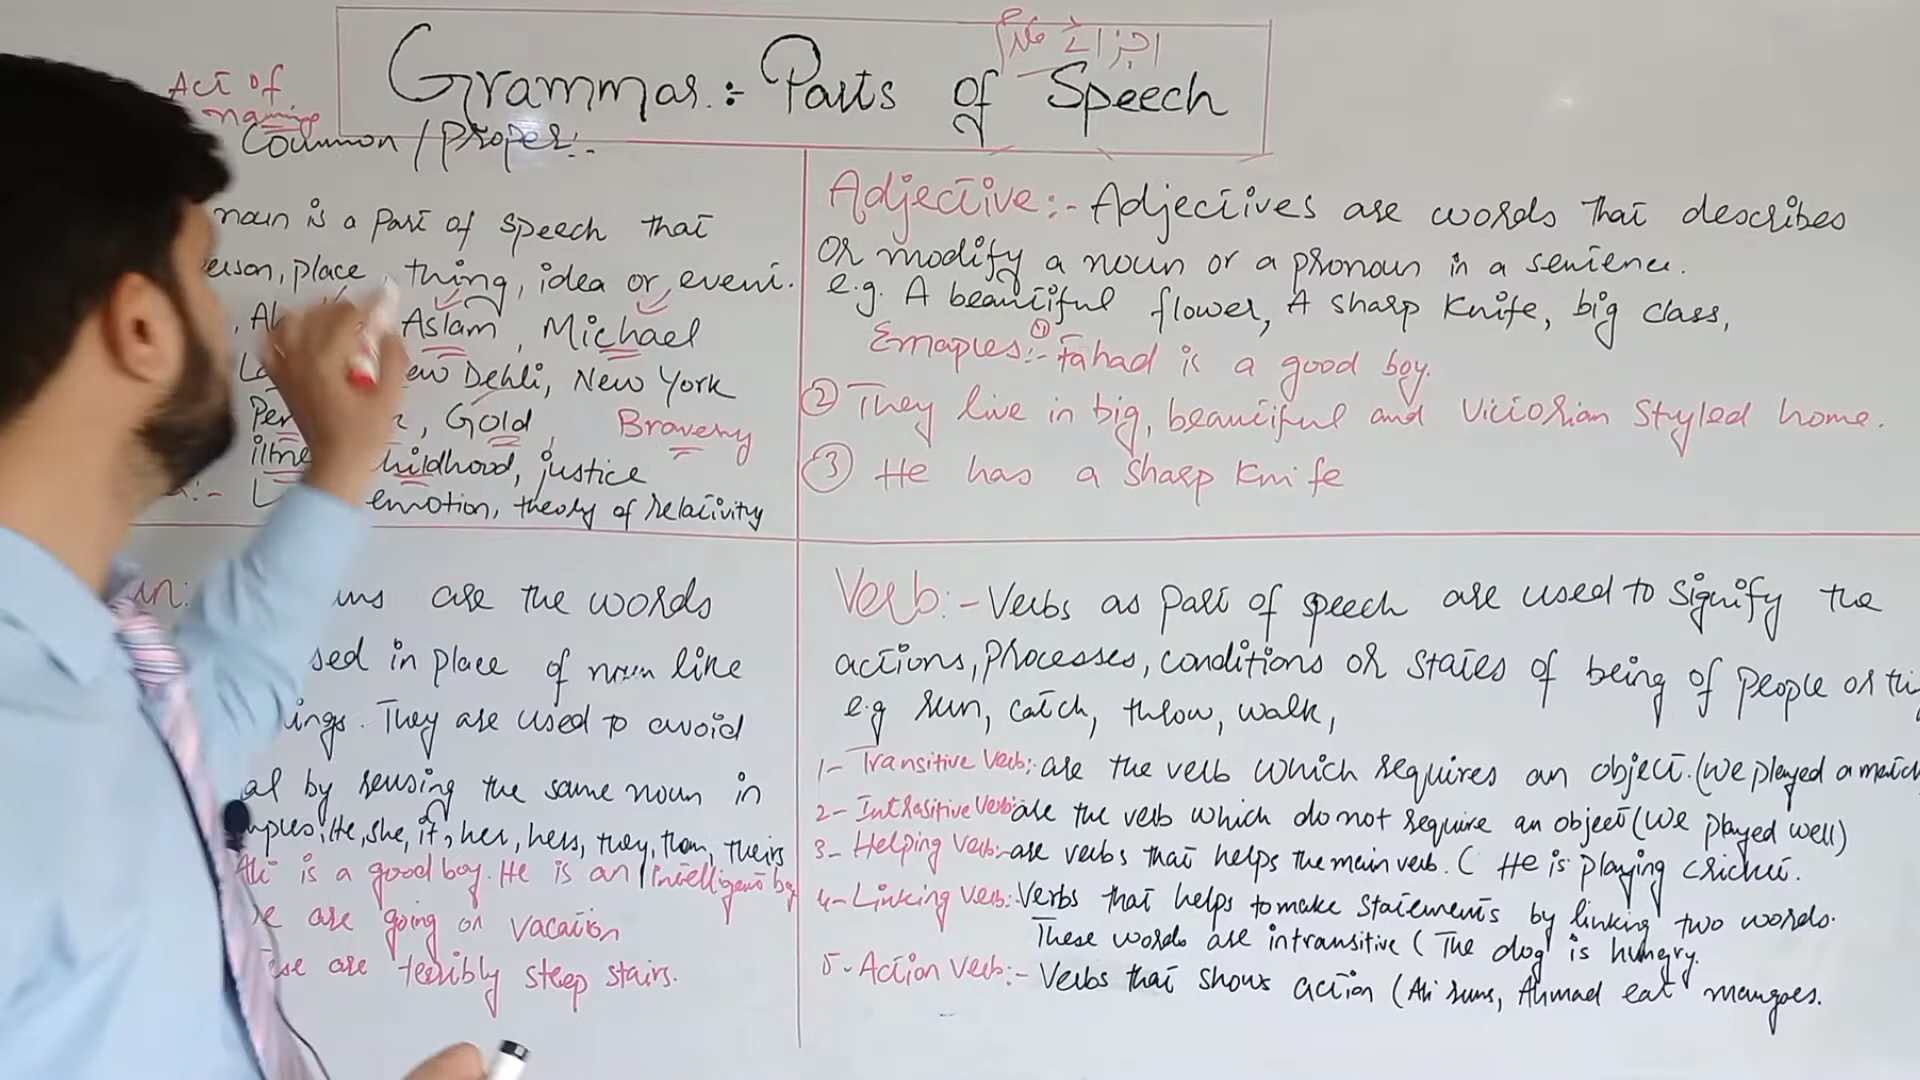 اجزائے کلام
Grammar:- Parts of Speech
Act of
naming
Common / Proper:-
noun is a part of speech that
place, thing, idea or event.
Aslam, Michael
Dehli, New York
Gold, Bravery
childhood, justice
emotion, theory of relativity
Adjective:- Adjectives are words that describes
or modify a noun or a pronoun in a sentence.
e.g. A beautiful flower, A sharp Knife, big class,
Emaples:- ① Fahad is a good boy.
② They live in big, beautiful and Victorian Styled home.
③ He has a sharp Knife
are the words
in place of noun like
They are used to avoid
by reusing the same noun in
He, she, it, her, hers, they, them, theirs
Ali is a good boy. He is an intelligent boy
are going on vacation
are terribly steep stairs.
Verb:- Verbs as part of speech are used to signify the
actions, processes, conditions or states of being of people or
e.g run, catch, throw, walk,
1- Transitive Verb: are the verb which requires an object. (We played a match
2- Intrasitive Verb: are the verb which do not require an object (We played well)
3- Helping Verb:- are verbs that helps the main verb. ( He is playing cricket.
4- Linking Verb: Verbs that helps to make statements by linking two words.
These words are intransitive ( The dog is hungry.
5- Action Verb:- Verbs that shows action (Ali runs, Ahmad eat mangoes.